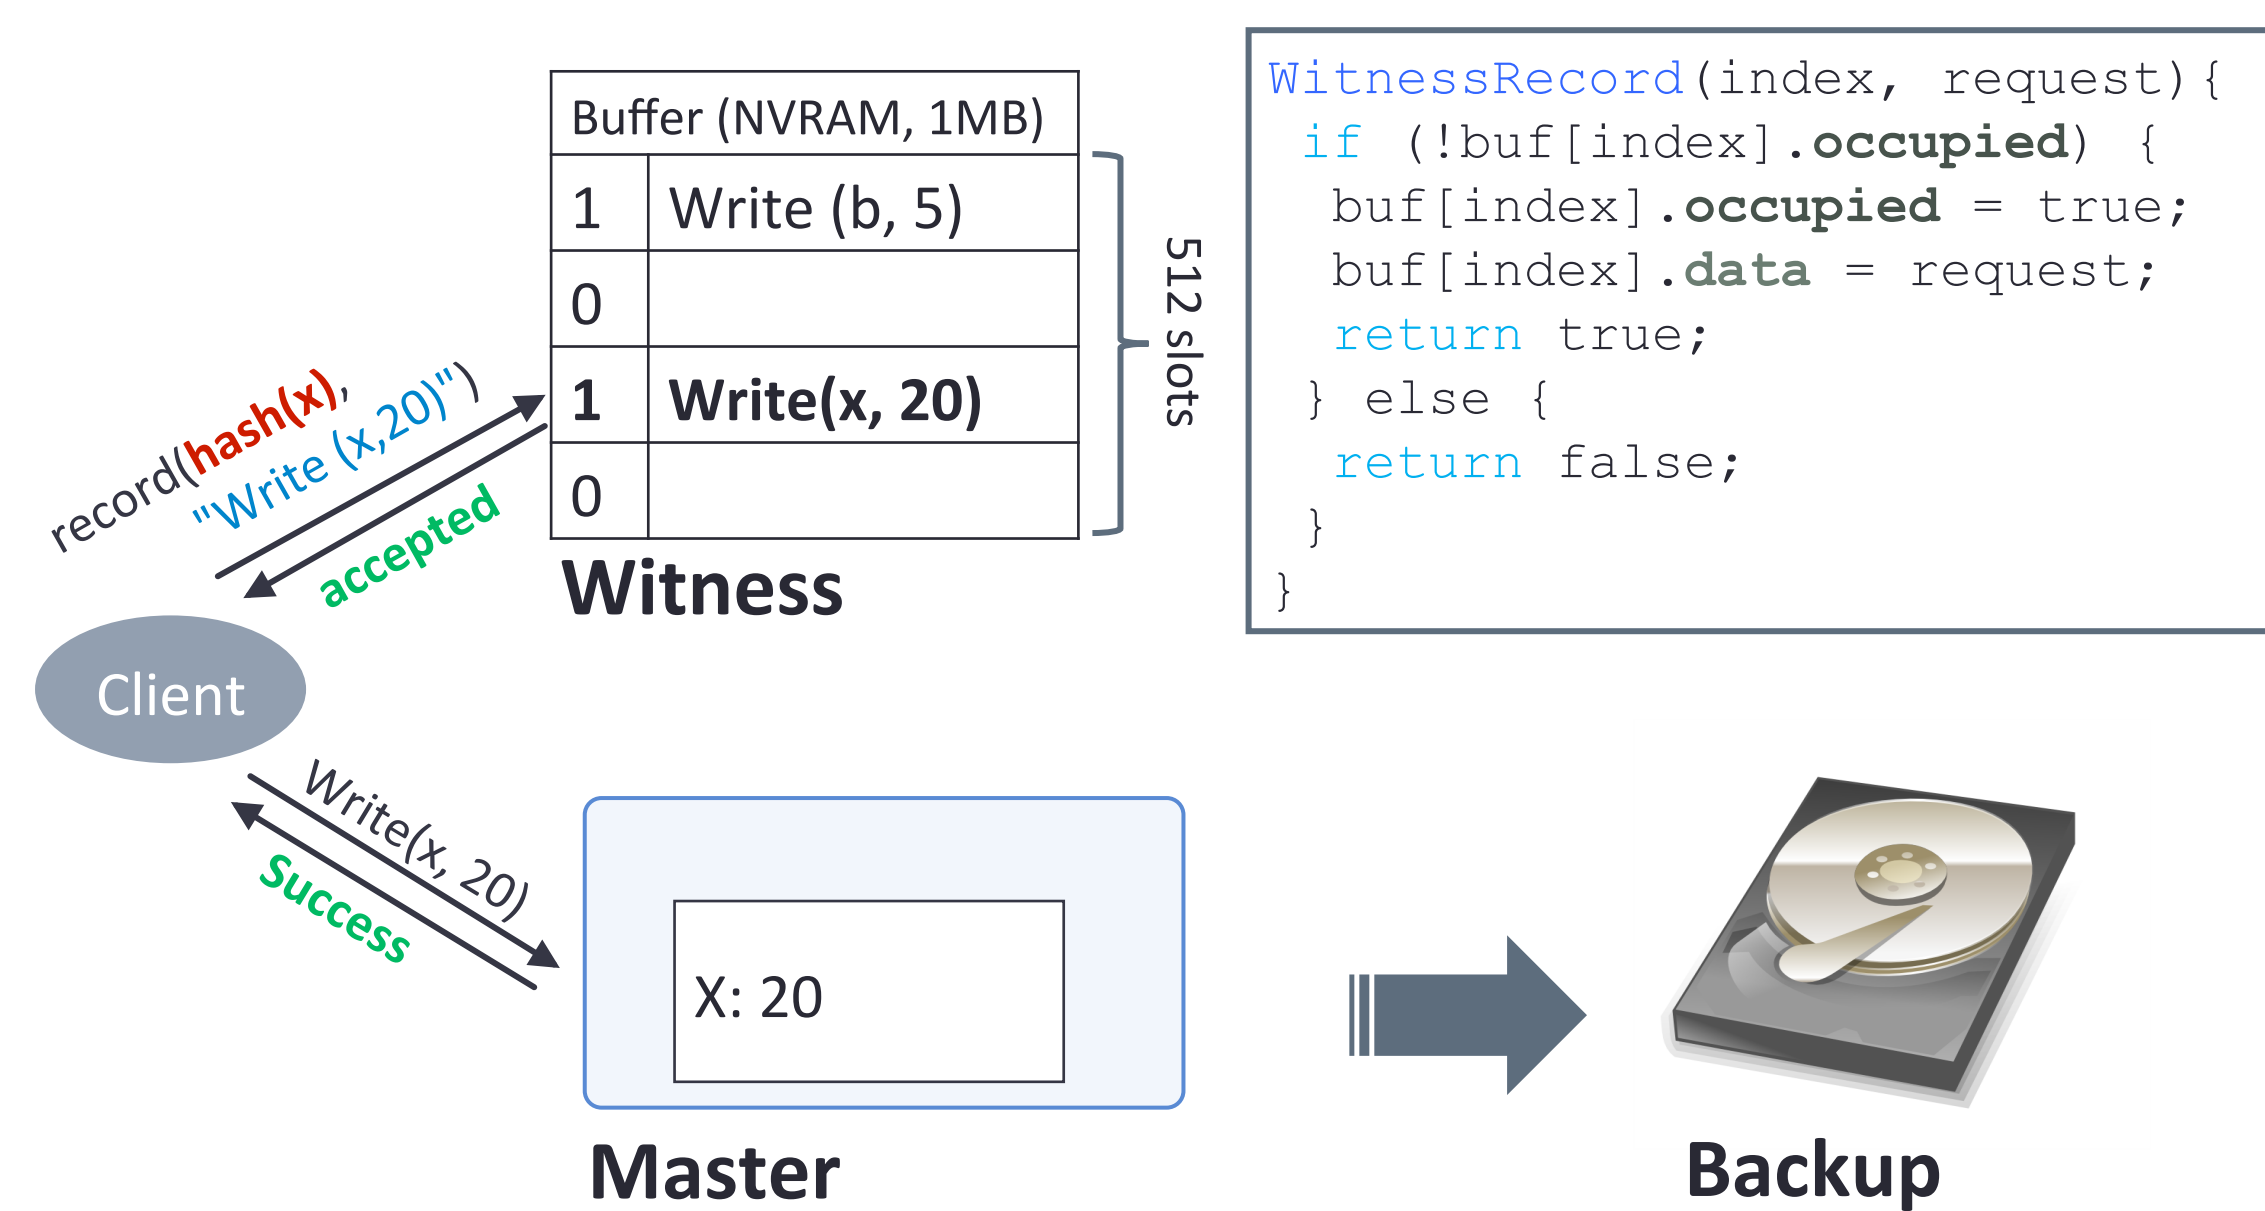 Buffer (NVRAM, 1MB)
1 Write (b, 5)
0
1 Write(x, 20)
0
512 slots
Witness
record(hash(x),
"Write (x,20)")
accepted
Client
Write(x, 20)
Success
X: 20
Master
Backup
WitnessRecord(index, request){
if (!buf[index].occupied) {
buf[index].occupied = true;
buf[index].data = request;
return true;
} else {
return false;
}
}